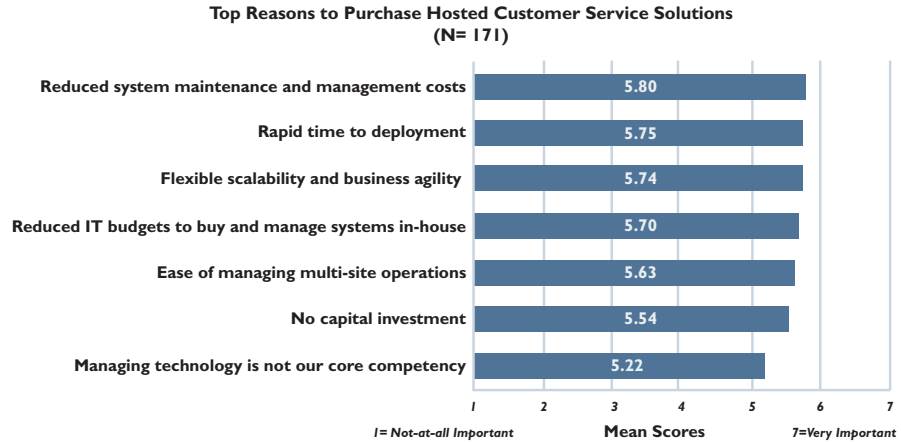 Top Reasons to Purchase Hosted Customer Service Solutions
(N= 171)
Reduced system maintenance and management costs 5.80
Rapid time to deployment 5.75
Flexible scalability and business agility 5.74
Reduced IT budgets to buy and manage systems in-house 5.70
Ease of managing multi-site operations 5.63
No capital investment 5.54
Managing technology is not our core competency 5.22
1 2 3 4 5 6 7
1= Not-at-all Important Mean Scores 7=Very Important